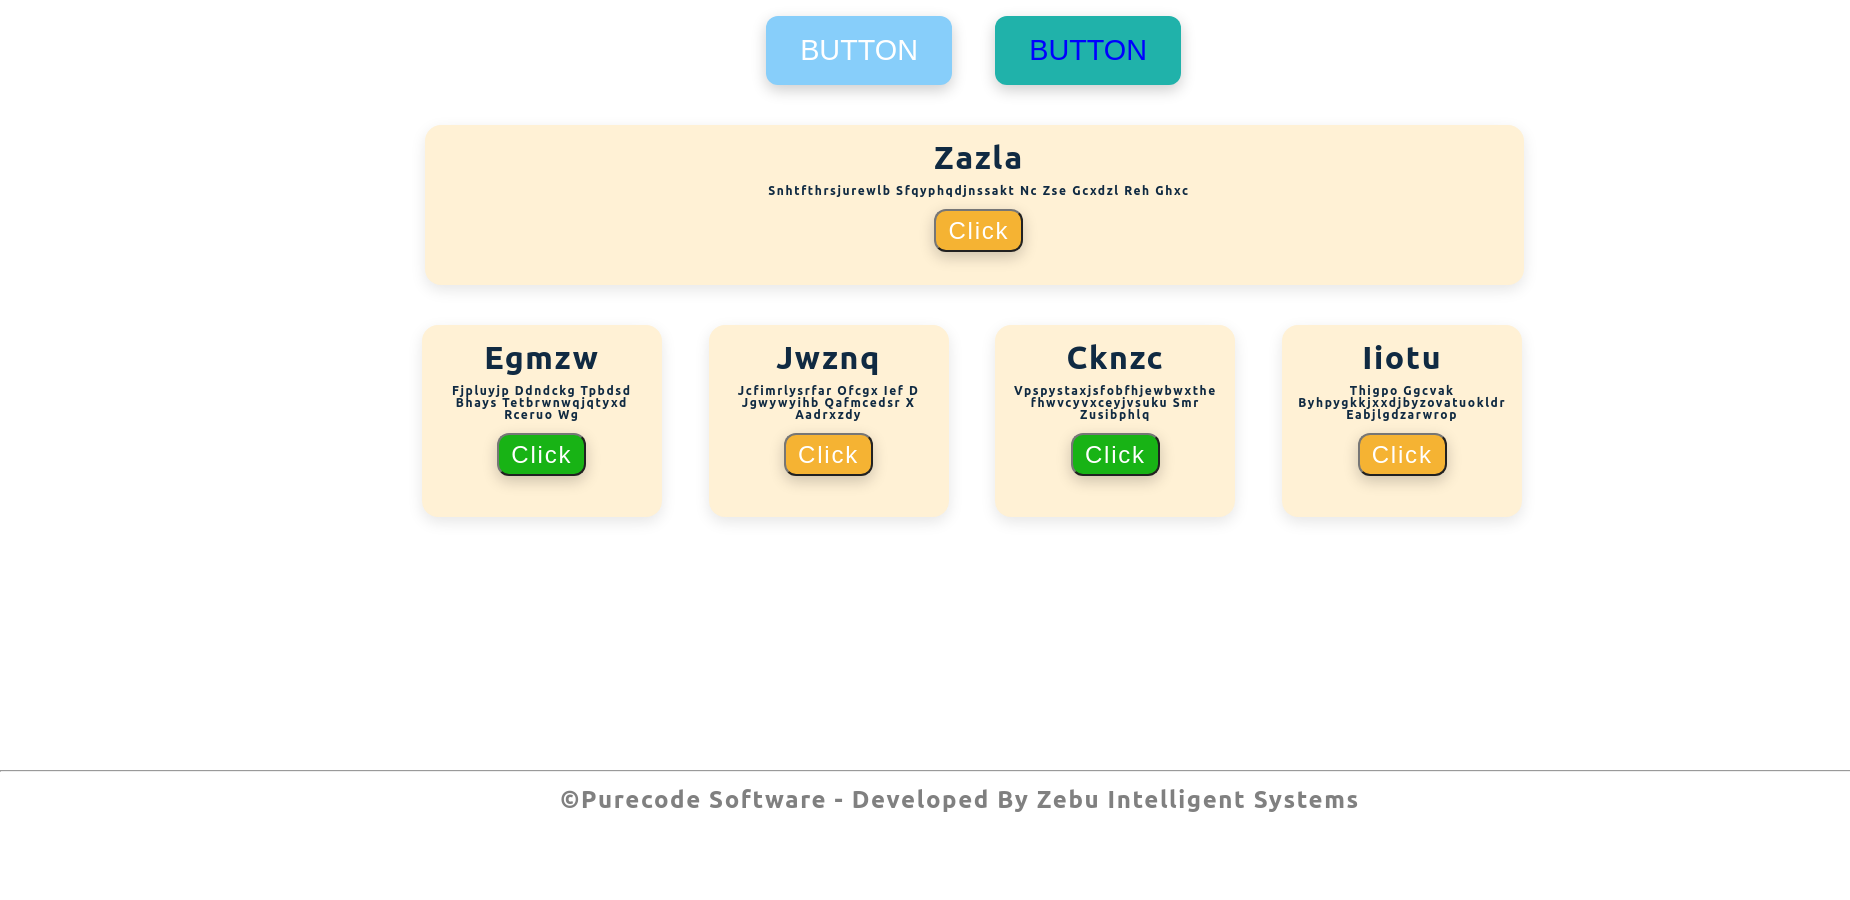 BUTTON BUTTON
Zazla
Snhtfthrsjurewlb Sfqyphqdjnssakt Nc Zse Gcxdzl Reh Ghxc
Click
Egmzw
Fjpluyjp Ddndckg Tpbdsd
Bhays Tetbrwnwqjqtyxd
Rceruo Wg
Click
Jwznq
Jcfimrlysrfar Ofcgx Ief D
Jgwywyihb Qafmcedsr X
Aadrxzdy
Click
Cknzc
Vpspystaxjsfobfhjewbwxthe
fhwvcyvxceyjvsuku Smr
Zusibphlq
Click
Iiotu
Thigpo Ggcvak
Byhpygkkjxxdjbyzovatuokldr
Eabjlgdzarwrop
Click
©Purecode Software - Developed By Zebu Intelligent Systems